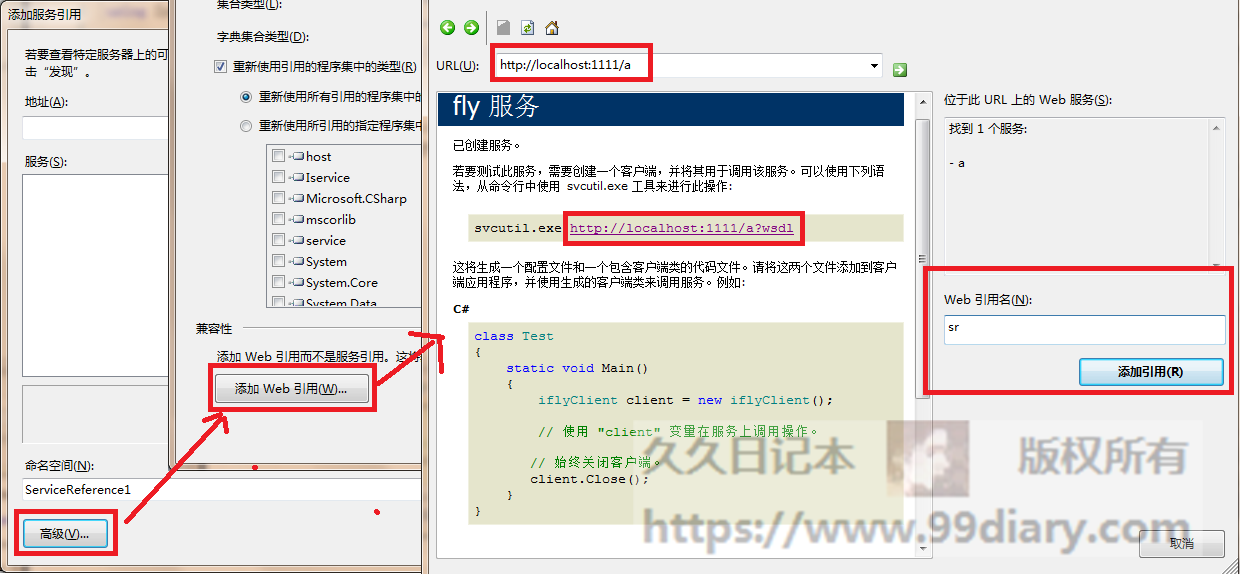 添加服务引用
若要查看特定服务器上的可
击“发现”。
地址(A):
服务(S):
命名空间(N):
ServiceReference1
高级(V)...
集合类型(L):
字典集合类型(D):
重新使用引用的程序集中的类型(R)
重新使用所有引用的程序集中的
重新使用所引用的指定程序集中
host
Iservice
Microsoft.CSharp
mscorlib
service
System
System.Core
System.Data
兼容性
添加 Web 引用而不是服务引用。这将
添加 Web 引用(W)...
URL(U):
http://localhost:1111/a
fly 服务
已创建服务。
若要测试此服务，需要创建一个客户端，并将其用于调用该服务。可以使用下列语
法，从命令行中使用 svcutil.exe 工具来进行此操作:
svcutil.exe http://localhost:1111/a?wsdl
这将生成一个配置文件和一个包含客户端类的代码文件。请将这两个文件添加到客户
端应用程序，并使用生成的客户端类来调用服务。例如:
C#
class Test
{
static void Main()
{
iflyClient client = new iflyClient();
// 使用 "client" 变量在服务上调用操作。
// 始终关闭客户端。
client.Close();
}
}
位于此 URL 上的 Web 服务(S):
找到 1 个服务:
- a
Web 引用名(N):
sr
添加引用(R)
取消
久久日记本 版权所有
https://www.99diary.com